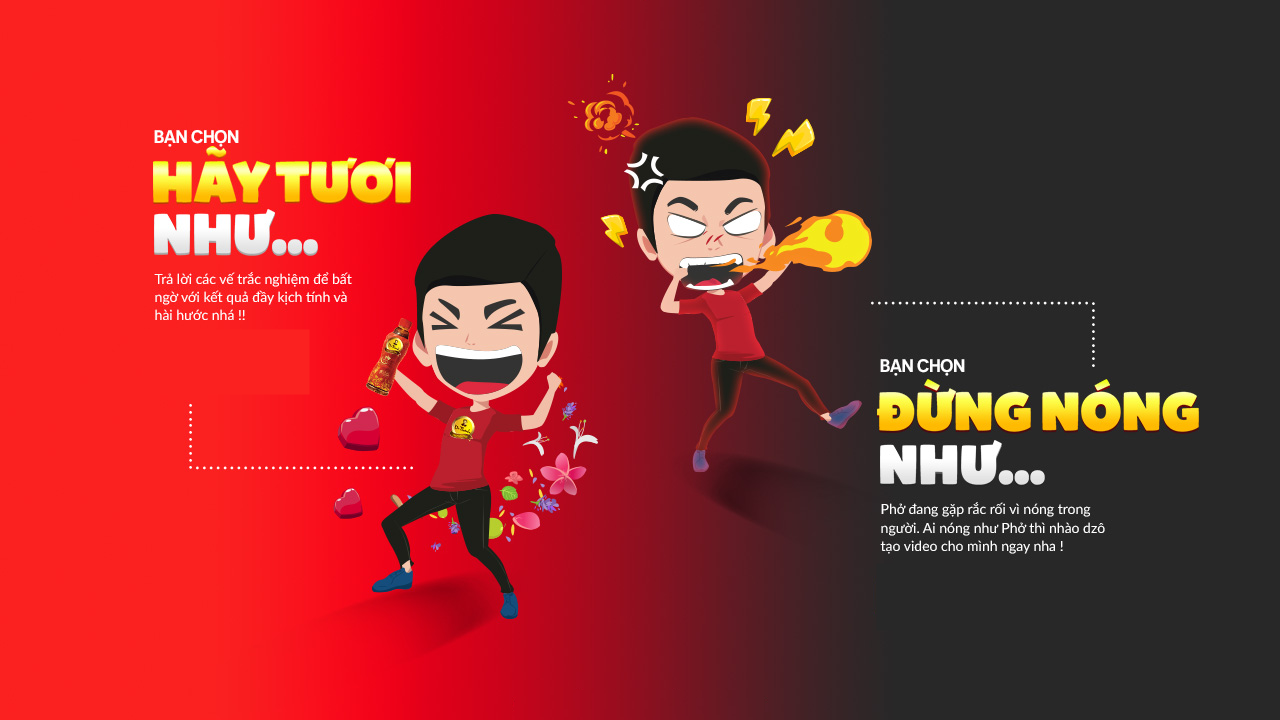 BẠN CHỌN
HÃY TƯƠI
NHƯ...
Trả lời các vế trắc nghiệm để bất
ngờ với kết quả đầy kịch tính và
hài hước nhá !!
BẠN CHỌN
ĐỪNG NÓNG
NHƯ...
Phở đang gặp rắc rối vì nóng trong
người. Ai nóng như Phở thì nhào dzô
tạo video cho mình ngay nha !